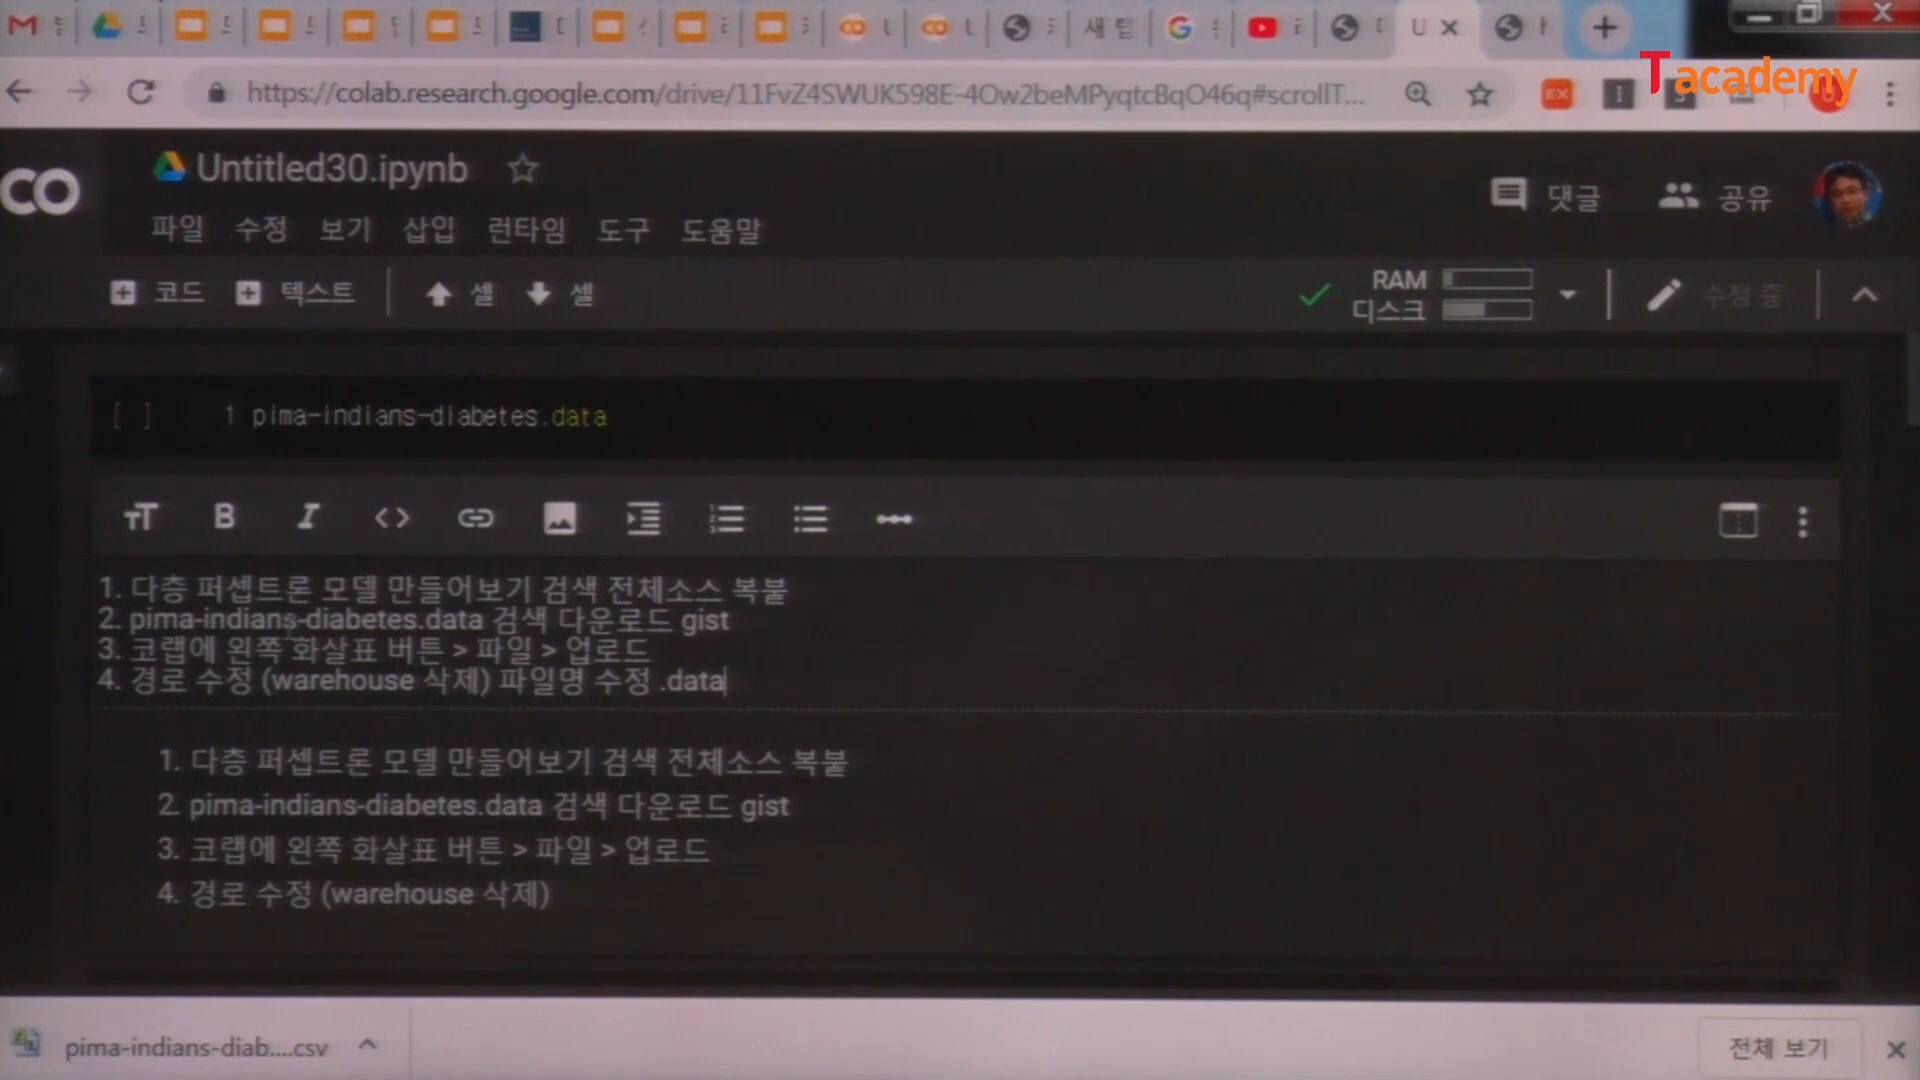 https://colab.research.google.com/drive/11FvZ4SWUK598E-4Ow2beMPyqtcBqO46q#scrollT...
Tacademy
새 탭
CO
Untitled30.ipynb
댓글
공유
파일 수정 보기 삽입 런타임 도구 도움말
코드 텍스트 셀 셀
RAM
디스크
수정 중
[ ] 1 pima-indians-diabetes.data
1. 다층 퍼셉트론 모델 만들어보기 검색 전체소스 복붙
2. pima-indians-diabetes.data 검색 다운로드 gist
3. 코랩에 왼쪽 화살표 버튼 > 파일 > 업로드
4. 경로 수정 (warehouse 삭제) 파일명 수정 .data
1. 다층 퍼셉트론 모델 만들어보기 검색 전체소스 복붙
2. pima-indians-diabetes.data 검색 다운로드 gist
3. 코랩에 왼쪽 화살표 버튼 > 파일 > 업로드
4. 경로 수정 (warehouse 삭제)
pima-indians-diab....csv
전체 보기